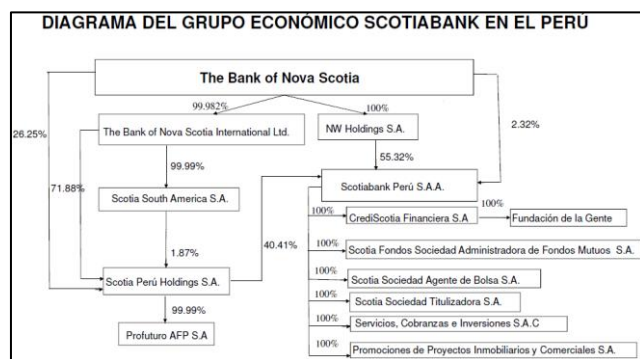 DIAGRAMA DEL GRUPO ECONÓMICO SCOTIABANK EN EL PERÚ
The Bank of Nova Scotia
99.982%
100%
26.25%
The Bank of Nova Scotia International Ltd.
NW Holdings S.A.
2.32%
99.99%
55.32%
71.88%
Scotiabank Perú S.A.A.
Scotia South America S.A.
100%
100%
CrediScotia Financiera S.A
Fundación de la Gente
1.87%
40.41%
100%
Scotia Fondos Sociedad Administradora de Fondos Mutuos S.A.
Scotia Perú Holdings S.A.
100%
Scotia Sociedad Agente de Bolsa S.A.
99.99%
100%
Scotia Sociedad Titulizadora S.A.
Profuturo AFP S.A
100%
Servicios, Cobranzas e Inversiones S.A.C
100%
Promociones de Proyectos Inmobiliarios y Comerciales S.A.